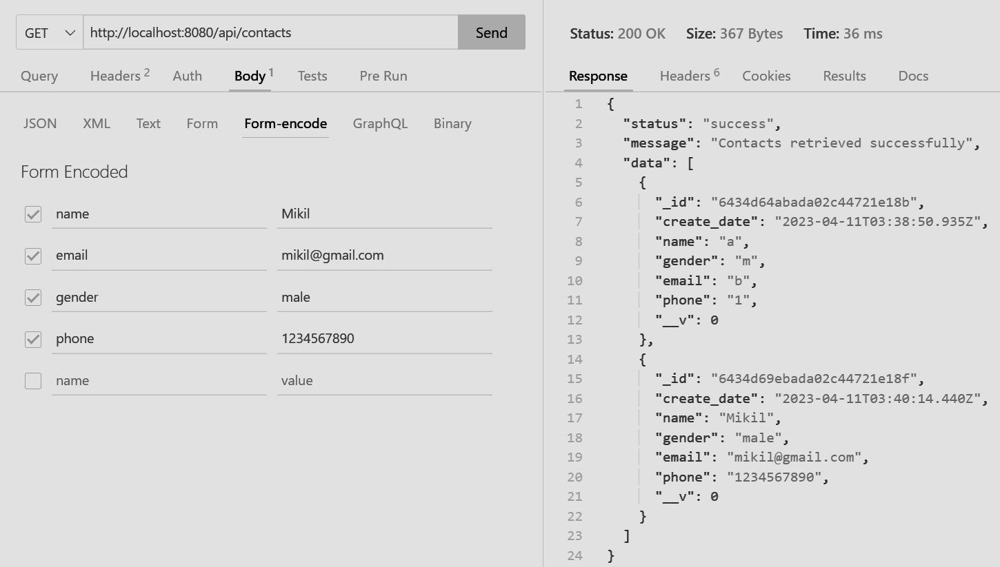 GET http://localhost:8080/api/contacts Send
Query Headers 2 Auth Body 1 Tests Pre Run
JSON XML Text Form Form-encode GraphQL Binary
Form Encoded
name Mikil
email mikil@gmail.com
gender male
phone 1234567890
name value
Status: 200 OK Size: 367 Bytes Time: 36 ms
Response Headers 6 Cookies Results Docs
1 {
2 "status": "success",
3 "message": "Contacts retrieved successfully",
4 "data": [
5 {
6 "_id": "6434d64abada02c44721e18b",
7 "create_date": "2023-04-11T03:38:50.935Z",
8 "name": "a",
9 "gender": "m",
10 "email": "b",
11 "phone": "1",
12 "__v": 0
13 },
14 {
15 "_id": "6434d69ebada02c44721e18f",
16 "create_date": "2023-04-11T03:40:14.440Z",
17 "name": "Mikil",
18 "gender": "male",
19 "email": "mikil@gmail.com",
20 "phone": "1234567890",
21 "__v": 0
22 }
23 ]
24 }